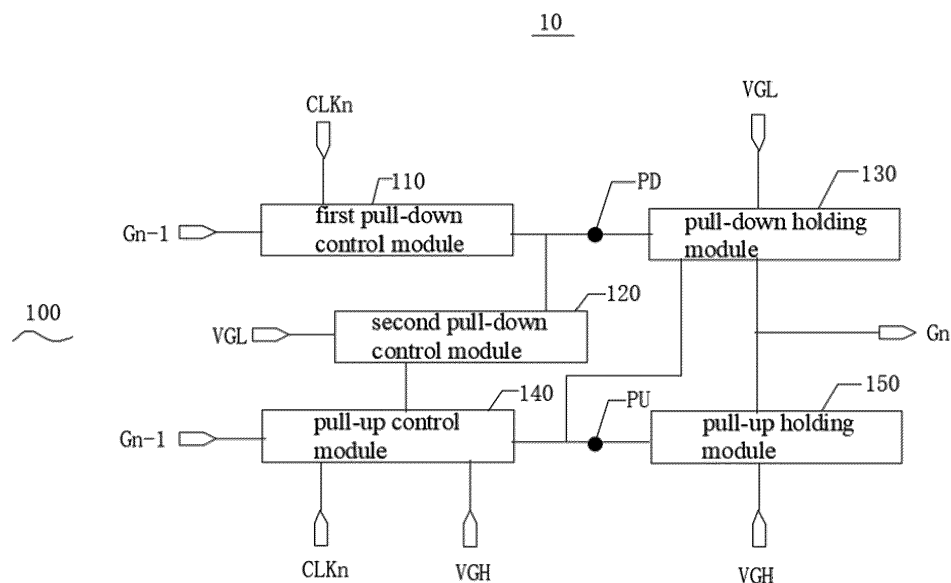 10
CLKn
VGL
110
PD
130
Gn-1
first pull-down
control module
pull-down holding
module
100
120
VGL
second pull-down
control module
Gn
140
PU
150
Gn-1
pull-up control
module
pull-up holding
module
CLKn
VGH
VGH